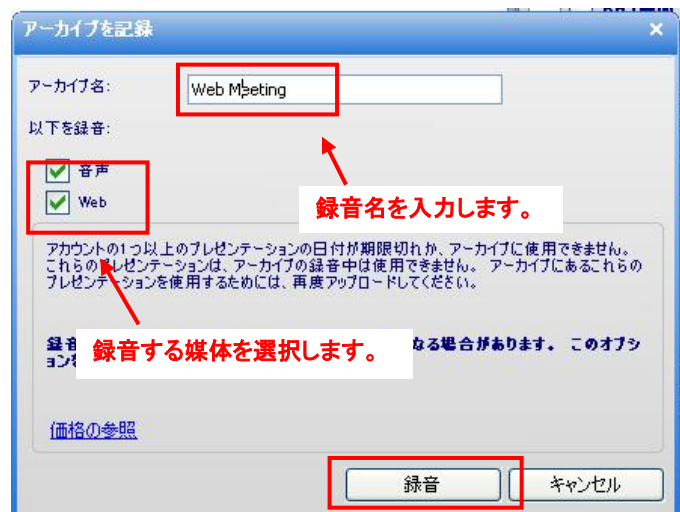 アーカイブを記録
アーカイブ名:
Web Meeting
以下を録音:
音声
Web
録音名を入力します。
アカウントの1つ以上のプレゼンテーションの日付が期限切れか、アーカイブに使用できません。
これらのプレゼンテーションは、アーカイブの録音中は使用できません。 アーカイブにあるこれらの
プレゼンテーションを使用するためには、再度アップロードしてください。
録音する媒体を選択します。
なる場合があります。 このオプシ
ョン
価格の参照
録音
キャンセル